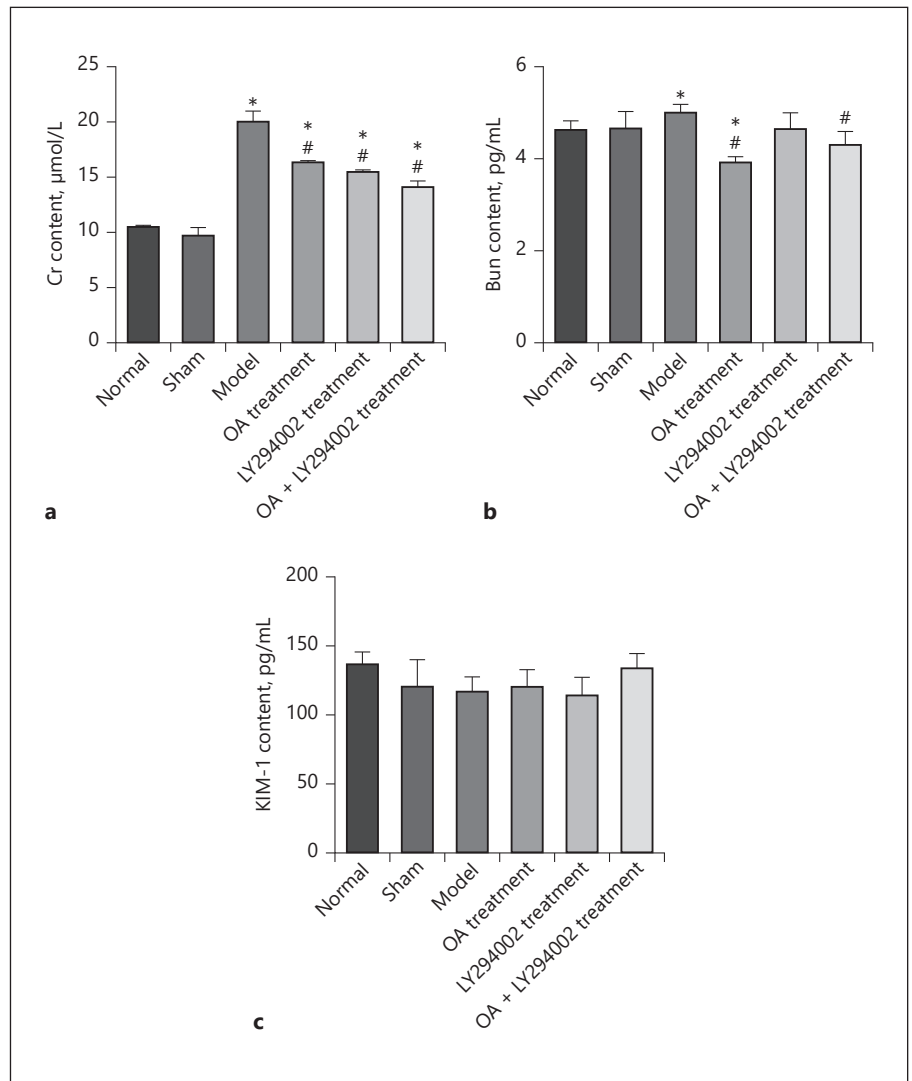 25
20
15
10
5
0
Cr content, µmol/L
*
*
#
*
#
*
#
Normal
Sham
Model
OA treatment
LY294002 treatment
OA + LY294002 treatment
a
6
4
2
0
Bun content, pg/mL
*
*
#
#
Normal
Sham
Model
OA treatment
LY294002 treatment
OA + LY294002 treatment
b
200
150
100
50
0
KIM-1 content, pg/mL
Normal
Sham
Model
OA treatment
LY294002 treatment
OA + LY294002 treatment
c